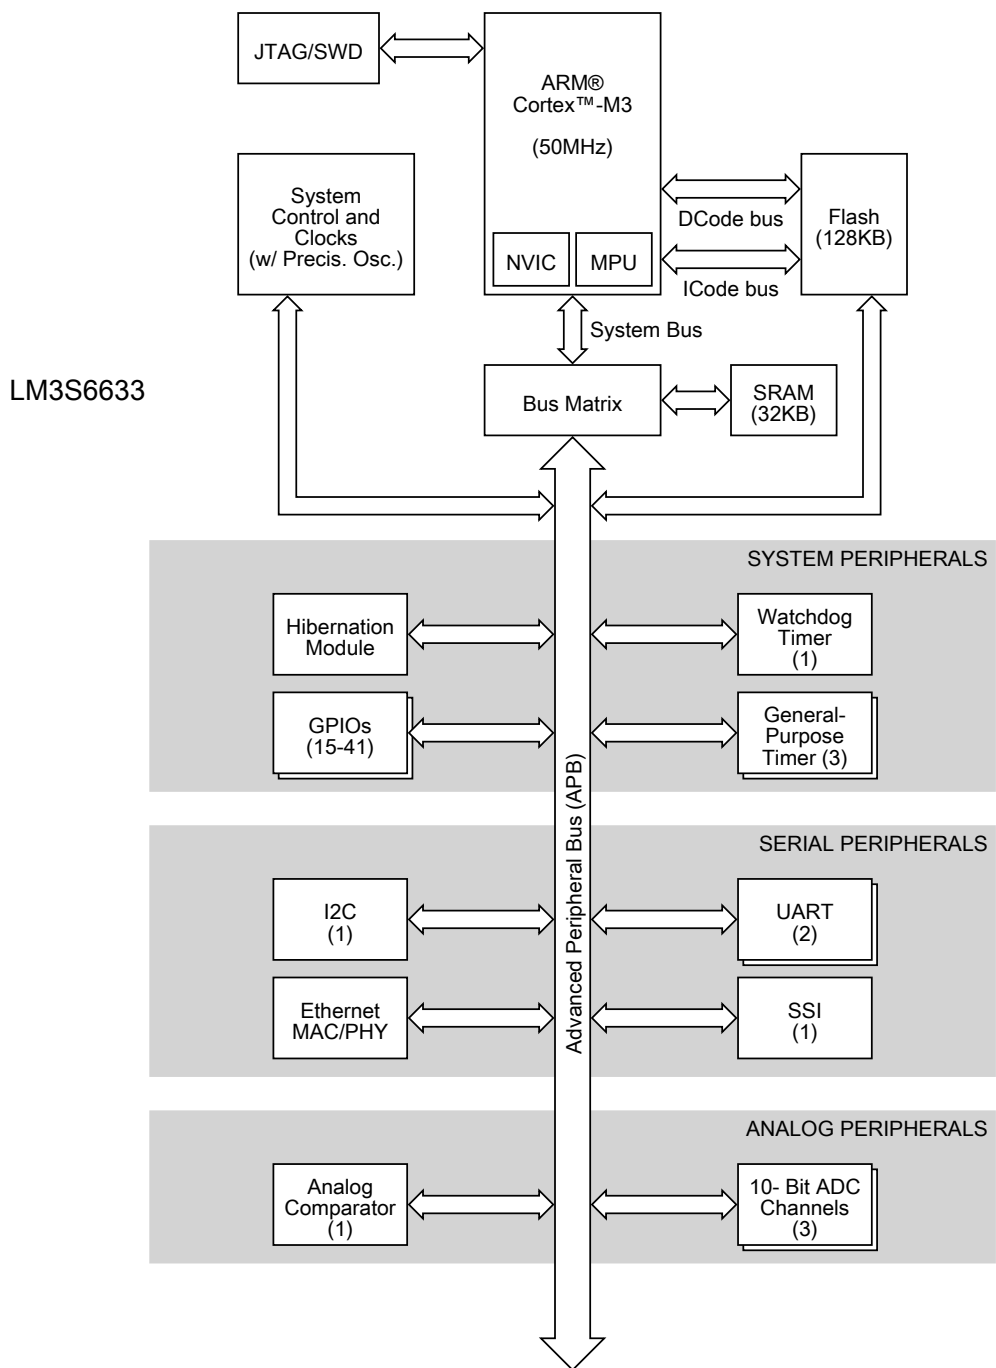 JTAG/SWD
ARM®
Cortex™-M3
(50MHz)
System
Control and
Clocks
(w/ Precis. Osc.)
NVIC
MPU
DCode bus
ICode bus
Flash
(128KB)
System Bus
LM3S6633
Bus Matrix
SRAM
(32KB)
SYSTEM PERIPHERALS
Hibernation
Module
Watchdog
Timer
(1)
GPIOs
(15-41)
General-
Purpose
Timer (3)
Advanced Peripheral Bus (APB)
SERIAL PERIPHERALS
I2C
(1)
UART
(2)
Ethernet
MAC/PHY
SSI
(1)
ANALOG PERIPHERALS
Analog
Comparator
(1)
10- Bit ADC
Channels
(3)